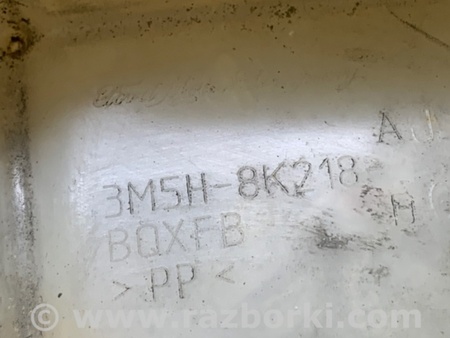 A
3M5H-8K218
H
BQXFB
> PP <
© www.razborki.com